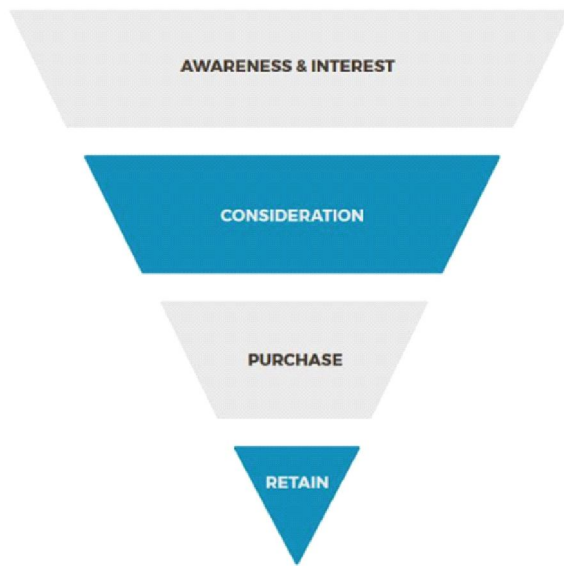 AWARENESS & INTEREST
CONSIDERATION
PURCHASE
RETAIN